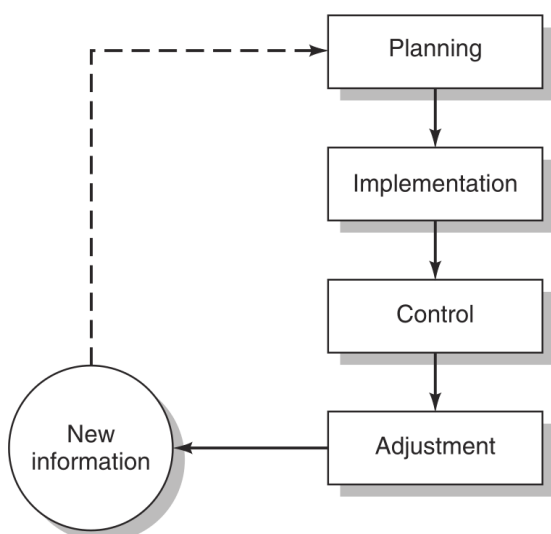 Planning
Implementation
Control
Adjustment
New
information